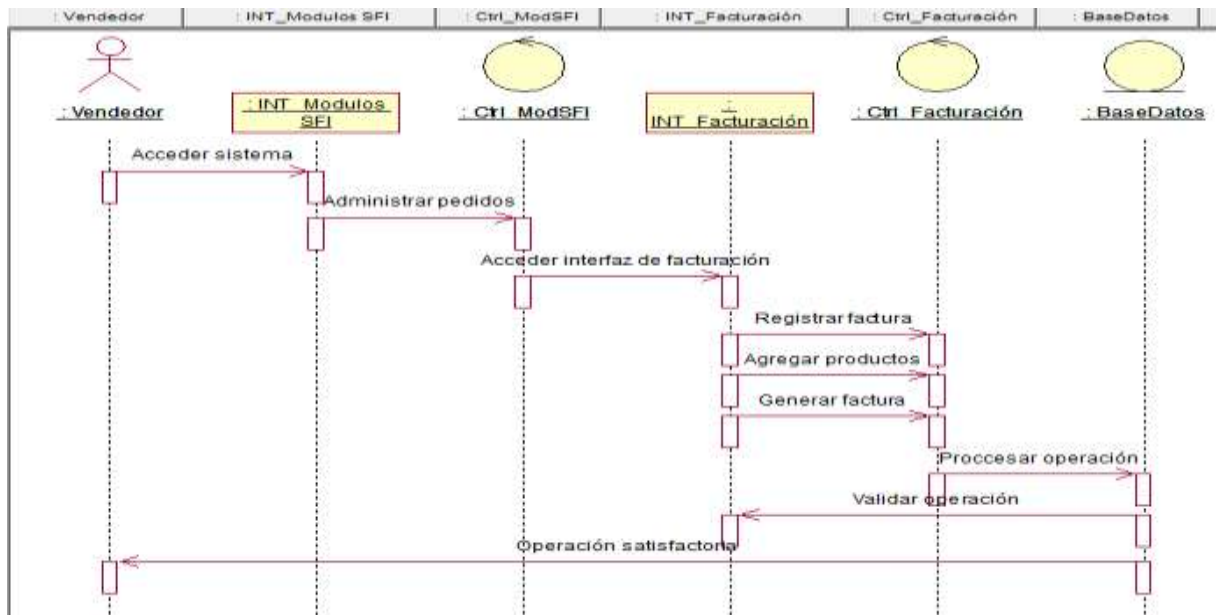 : Vendedor
: INT_Modulos SFI
: Ctrl_ModSFI
: INT_Facturación
: Ctrl_Facturación
: BaseDatos
: Vendedor
: INT_Modulos
SFI
: Ctrl_ModSFI
:
INT_Facturación
: Ctrl_Facturación
: BaseDatos
Acceder sistema
Administrar pedidos
Acceder interfaz de facturación
Registrar factura
Agregar productos
Generar factura
Proccesar operación
Validar operación
Operación satisfactoria